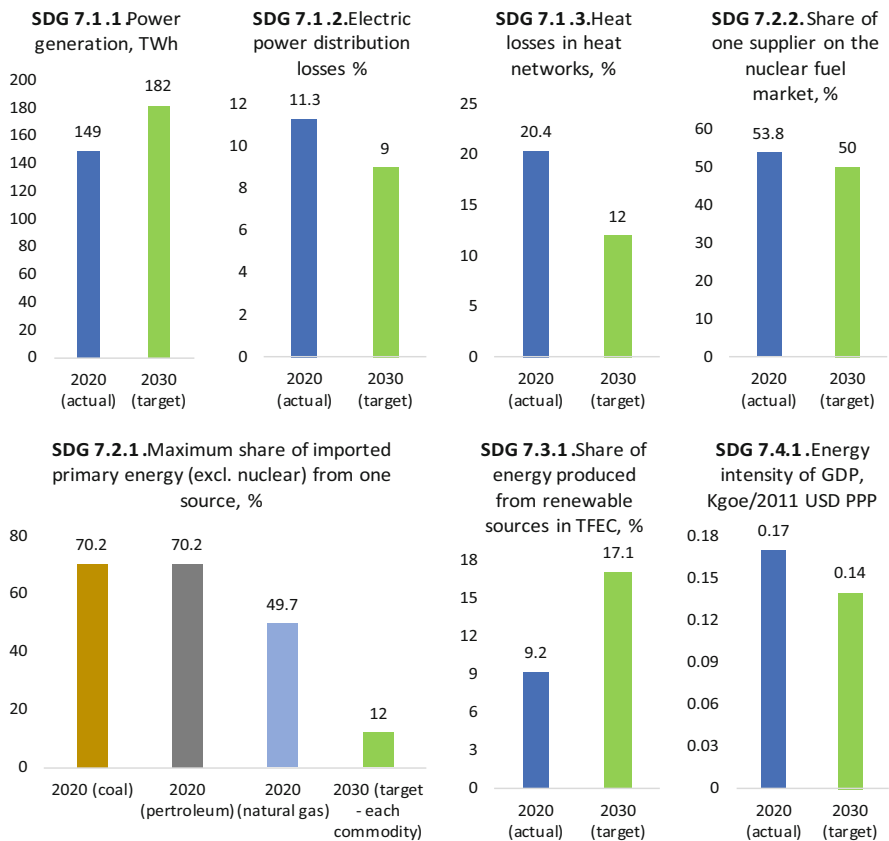 SDG 7.1.1.Power
generation, TWh
200
180
160
140
120
100
80
60
40
20
0
149
182
2020
(actual)
2030
(target)
SDG 7.1.2.Electric
power distribution
losses %
12
10
8
6
4
2
0
11.3
9
2020
(actual)
2030
(target)
SDG 7.1.3.Heat
losses in heat
networks, %
25
20
15
10
5
0
20.4
12
2020
(actual)
2030
(target)
SDG 7.2.2. Share of
one supplier on the
nuclear fuel
market, %
60
50
40
30
20
10
0
53.8
50
2020
(actual)
2030
(target)
SDG 7.2.1.Maximum share of imported
primary energy (excl. nuclear) from one
source, %
80
60
40
20
0
70.2
70.2
49.7
12
2020 (coal)
2020
(pertroleum)
2020
(natural gas)
2030 (target
- each
commodity)
SDG 7.3.1.Share of
energy produced
from renewable
sources in TFEC, %
18
15
12
9
6
3
0
9.2
17.1
2020
(actual)
2030
(target)
SDG 7.4.1.Energy
intensity of GDP,
Kgoe/2011 USD PPP
0.18
0.15
0.12
0.09
0.06
0.03
0
0.17
0.14
2020
(actual)
2030
(target)